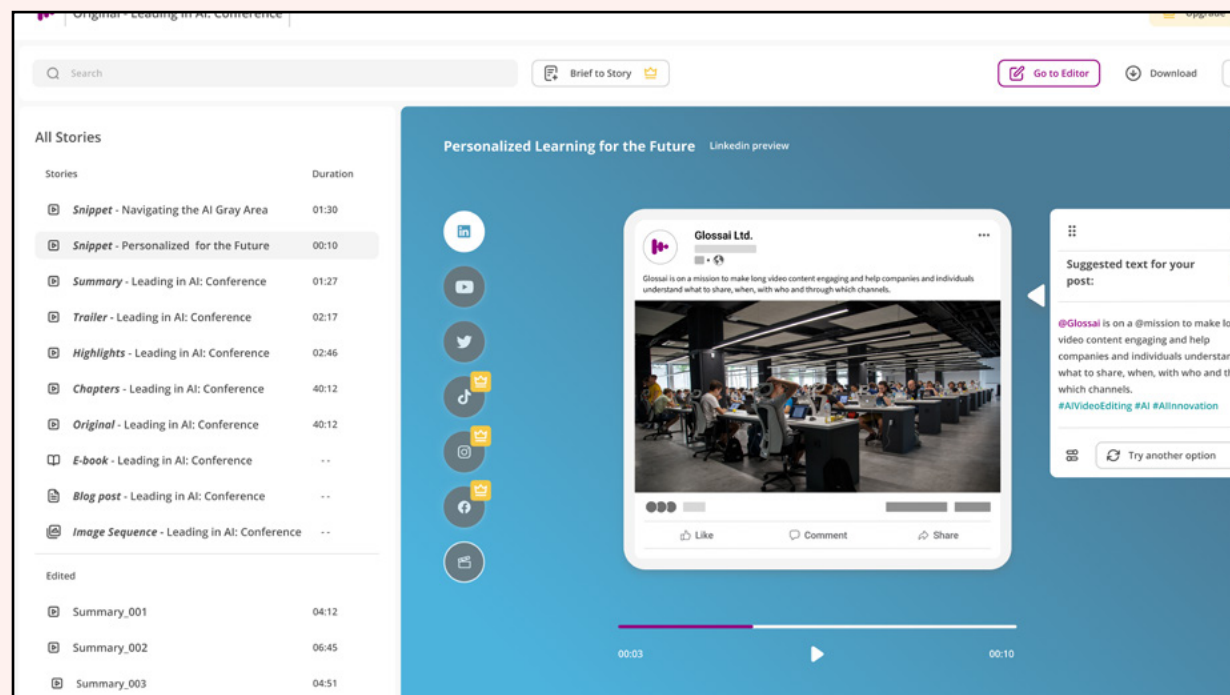 Original - Leading in AI: Conference
Upgrade
Search
Brief to Story
Go to Editor
Download
All Stories
Stories Duration
Snippet - Navigating the AI Gray Area 01:30
Snippet - Personalized for the Future 00:10
Summary - Leading in AI: Conference 01:27
Trailer - Leading in AI: Conference 02:17
Highlights - Leading in AI: Conference 02:46
Chapters - Leading in AI: Conference 40:12
Original - Leading in AI: Conference 40:12
E-book - Leading in AI: Conference --
Blog post - Leading in AI: Conference --
Image Sequence - Leading in AI: Conference --
Edited
Summary_001 04:12
Summary_002 06:45
Summary_003 04:51
Personalized Learning for the Future Linkedin preview
in
Glossai Ltd.
Glossai is on a mission to make long video content engaging and help companies and individuals
understand what to share, when, with who and through which channels.
Like Comment Share
00:03 00:10
Suggested text for your
post:
@Glossai is on a @mission to make lo
video content engaging and help
companies and individuals understan
what to share, when, with who and th
which channels.
#AIVideoEditing #AI #AIInnovation
Try another option